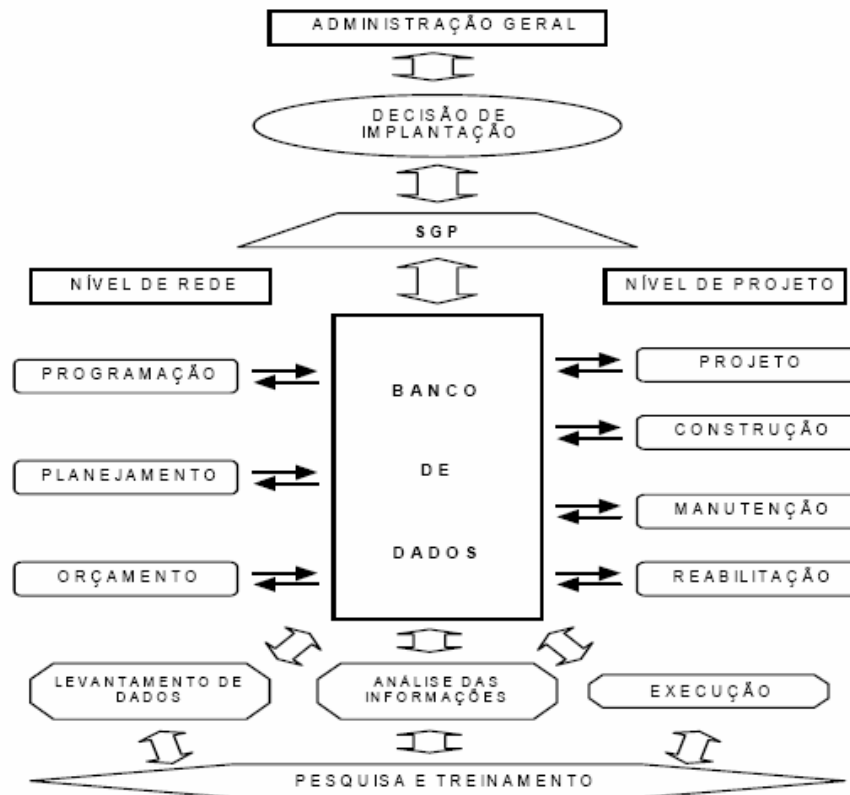 ADMINISTRAÇÃO GERAL
DECISÃO DE
IMPLANTAÇÃO
SGP
NÍVEL DE REDE
NÍVEL DE PROJETO
PROGRAMAÇÃO
PLANEJAMENTO
ORÇAMENTO
BANCO
DE
DADOS
PROJETO
CONSTRUÇÃO
MANUTENÇÃO
REABILITAÇÃO
LEVANTAMENTO DE
DADOS
ANÁLISE DAS
INFORMAÇÕES
EXECUÇÃO
PESQUISA E TREINAMENTO